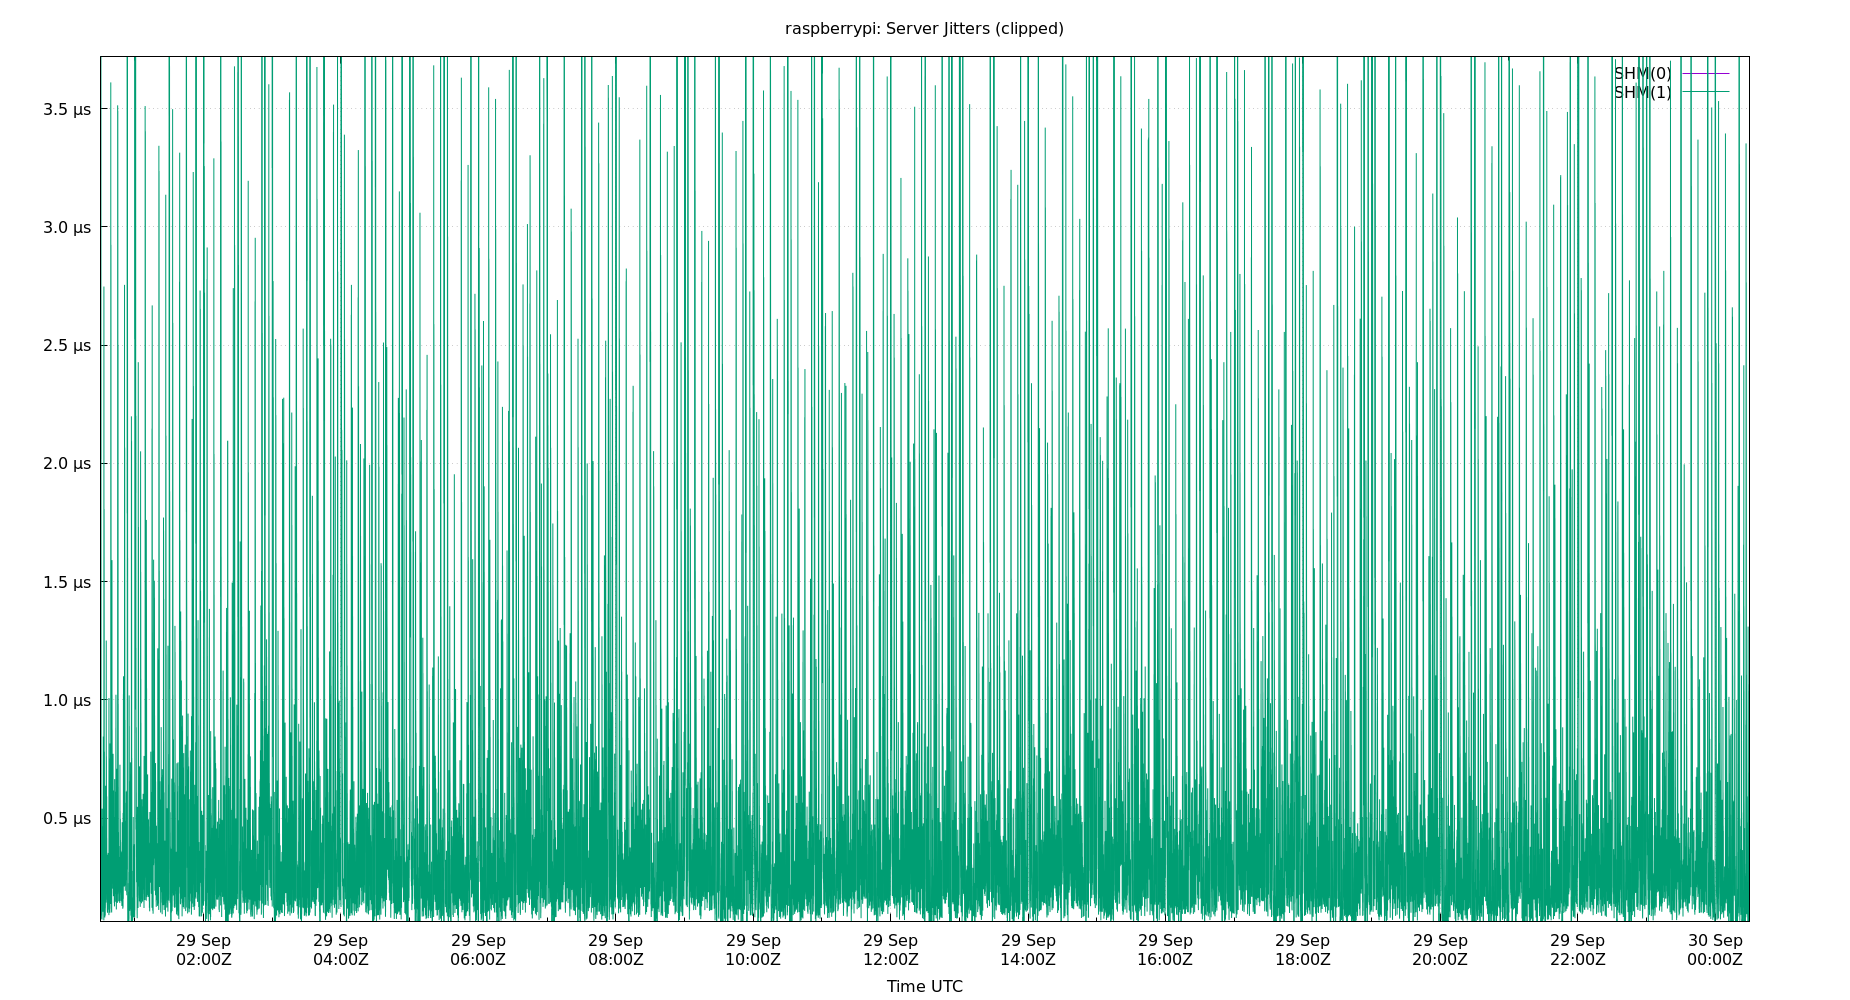 raspberrypi: Server Jitters (clipped)
SHM(0)
SHM(1)
3.5 µs
3.0 µs
2.5 µs
2.0 µs
1.5 µs
1.0 µs
0.5 µs
29 Sep 29 Sep 29 Sep 29 Sep 29 Sep 29 Sep 29 Sep 29 Sep 29 Sep 29 Sep 29 Sep 30 Sep
02:00Z 04:00Z 06:00Z 08:00Z 10:00Z 12:00Z 14:00Z 16:00Z 18:00Z 20:00Z 22:00Z 00:00Z
Time UTC